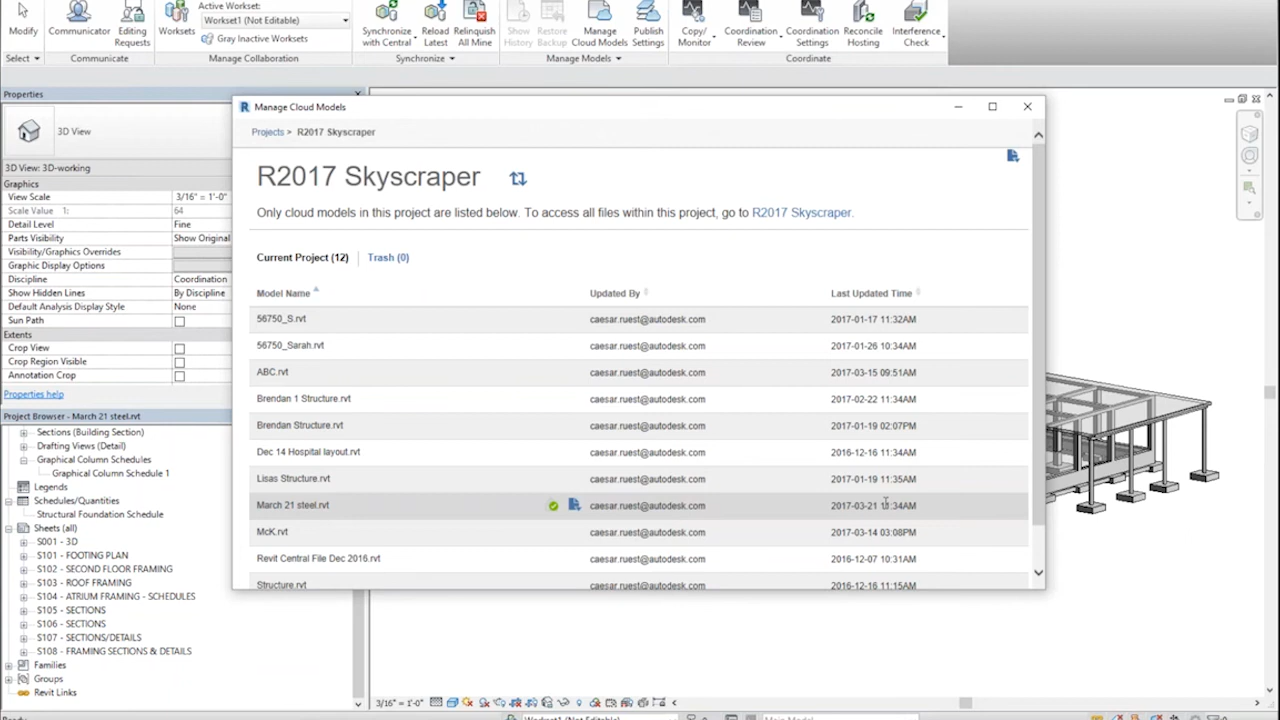 Active Workset:
Workset1 (Not Editable)
Gray Inactive Worksets
Modify
Communicator
Editing Requests
Worksets
Synchronize with Central
Reload Latest
Relinquish All Mine
Show History
Restore Backup
Manage Cloud Models
Publish Settings
Copy/ Monitor
Coordination Review
Coordination Settings
Reconcile Hosting
Interference Check
Select
Communicate
Manage Collaboration
Synchronize
Manage Models
Coordinate
Properties
3D View
3D View: 3D-working
Graphics
View Scale 3/16" = 1'-0"
Scale Value 1: 64
Detail Level Fine
Parts Visibility Show Original
Visibility/Graphics Overrides
Graphic Display Options
Discipline Coordination
Show Hidden Lines By Discipline
Default Analysis Display Style None
Sun Path
Extents
Crop View
Crop Region Visible
Annotation Crop
Properties help
Project Browser - March 21 steel.rvt
Sections (Building Section)
Drafting Views (Detail)
Graphical Column Schedules
Graphical Column Schedule 1
Legends
Schedules/Quantities
Structural Foundation Schedule
Sheets (all)
S001 - 3D
S101 - FOOTING PLAN
S102 - SECOND FLOOR FRAMING
S103 - ROOF FRAMING
S104 - ATRIUM FRAMING - SCHEDULES
S105 - SECTIONS
S106 - SECTIONS
S107 - SECTIONS/DETAILS
S108 - FRAMING SECTIONS & DETAILS
Families
Groups
Revit Links
Manage Cloud Models
Projects > R2017 Skyscraper
R2017 Skyscraper
Only cloud models in this project are listed below. To access all files within this project, go to R2017 Skyscraper.
Current Project (12) Trash (0)
Model Name Updated By Last Updated Time
56750_S.rvt caesar.ruest@autodesk.com 2017-01-17 11:32AM
56750_Sarah.rvt caesar.ruest@autodesk.com 2017-01-26 10:34AM
ABC.rvt caesar.ruest@autodesk.com 2017-03-15 09:51AM
Brendan 1 Structure.rvt caesar.ruest@autodesk.com 2017-02-22 11:34AM
Brendan Structure.rvt caesar.ruest@autodesk.com 2017-01-19 02:07PM
Dec 14 Hospital layout.rvt caesar.ruest@autodesk.com 2016-12-16 11:34AM
Lisas Structure.rvt caesar.ruest@autodesk.com 2017-01-19 11:35AM
March 21 steel.rvt caesar.ruest@autodesk.com 2017-03-21
McK.rvt caesar.ruest@autodesk.com 2017-03-14 03:08PM
Revit Central File Dec 2016.rvt caesar.ruest@autodesk.com 2016-12-07 10:31AM
Structure.rvt caesar.ruest@autodesk.com 2016-12-16 11:15AM
3/16" = 1'-0"
Ready
Workset1 (Not Editable)
Main Model